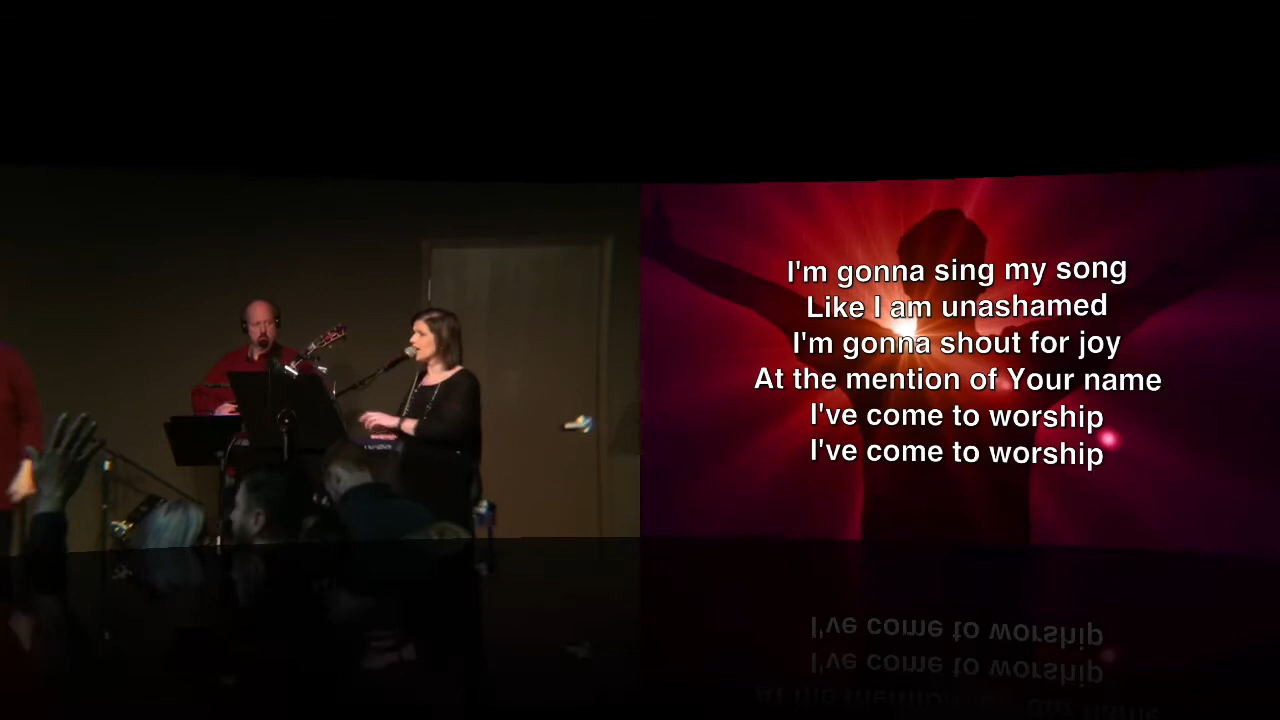 I'm gonna sing my song
Like I am unashamed
I'm gonna shout for joy
At the mention of Your name
I've come to worship
I've come to worship